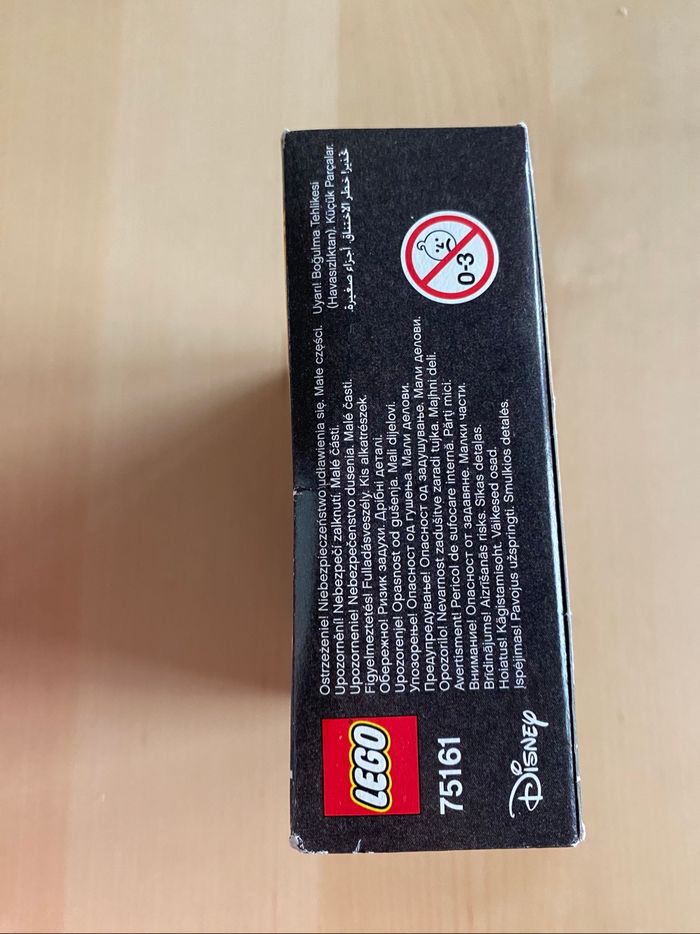 LEGO
75161
DISNEY
Ostrzeżenie! Niebezpieczeństwo udławienia się. Małe części.
Upozornění! Nebezpečí zalknutí. Malé části.
Upozornenie! Nebezpečenstvo dusenia. Malé časti.
Figyelmeztetés! Fulladásveszély. Kis alkatrészek.
Обережно! Ризик задухи. Дрібні деталі.
Upozorenje! Opasnost od gušenja. Mali dijelovi.
Упозорење! Опасност од гушења. Мали делови.
Предупредување! Опасност од задушување. Мали делови.
Opozorilo! Nevarnost zadušitve zaradi tujka. Majhni deli.
Avertisment! Pericol de sufocare internă. Părți mici.
Внимание! Опасност от задавяне. Малки части.
Brīdinājums! Aizrīšanās risks. Sīkas detaļas.
Hoiatus! Kägistamisoht. Väikesed osad.
Įspėjimas! Pavojus užspringti. Smulkios detalės.
Uyarı! Boğulma Tehlikesi
(Havasızlıktan). Küçük Parçalar.
تحذير! خطر الاختناق. أجزاء صغيرة.
0-3